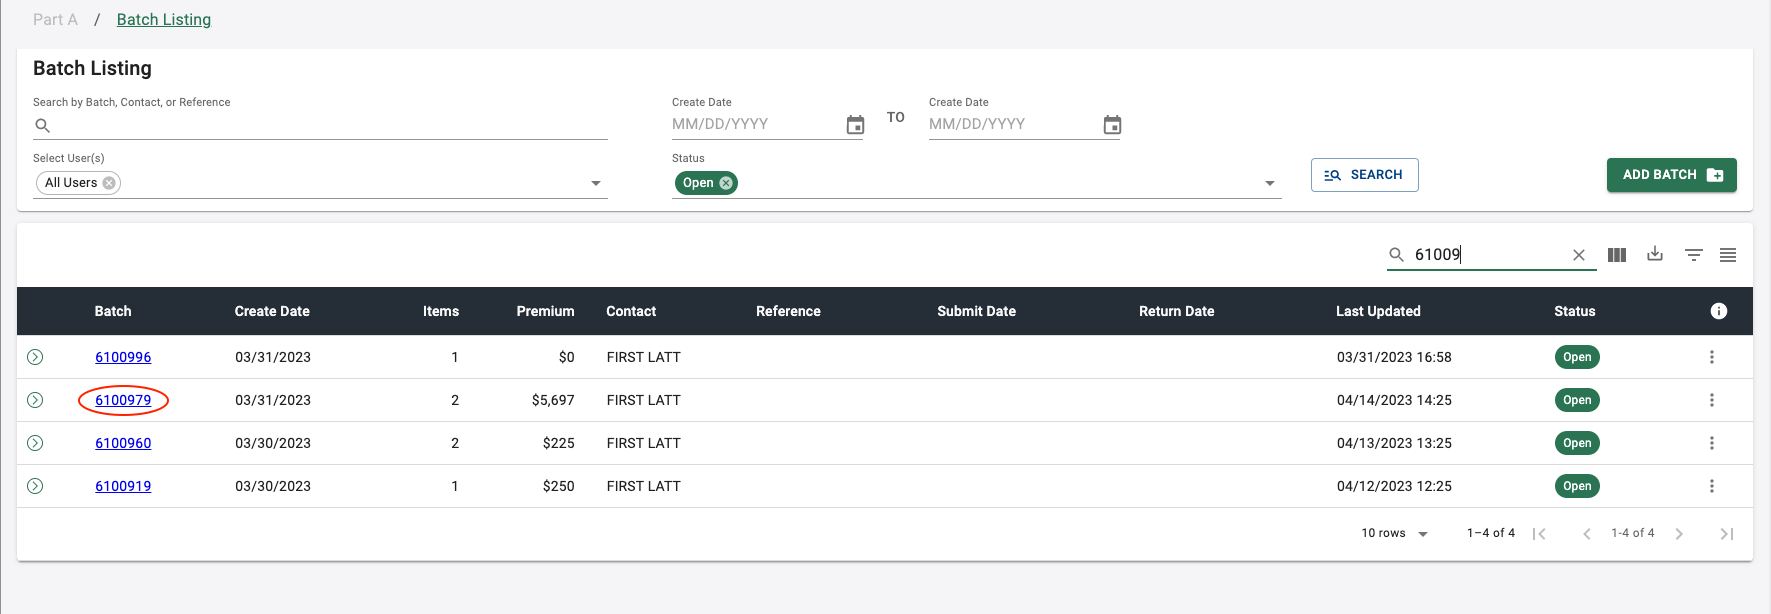 Part A / Batch Listing
Batch Listing
Search by Batch, Contact, or Reference
Create Date
Create Date
MM/DD/YYYY
TO
MM/DD/YYYY
Select User(s)
Status
All Users
Open
SEARCH
ADD BATCH
61009
Batch Create Date Items Premium Contact Reference Submit Date Return Date Last Updated Status
6100996 03/31/2023 1 $0 FIRST LATT 03/31/2023 16:58 Open
6100979 03/31/2023 2 $5,697 FIRST LATT 04/14/2023 14:25 Open
6100960 03/30/2023 2 $225 FIRST LATT 04/13/2023 13:25 Open
6100919 03/30/2023 1 $250 FIRST LATT 04/12/2023 12:25 Open
10 rows 1–4 of 4 1-4 of 4